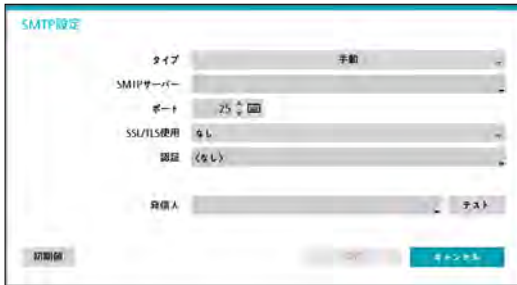 SMTP設定
タイプ 手動
SMTPサーバー
ポート 25
SSL/TLS使用 なし
認証 〈なし〉
発信人 テスト
初期値 キャンセル